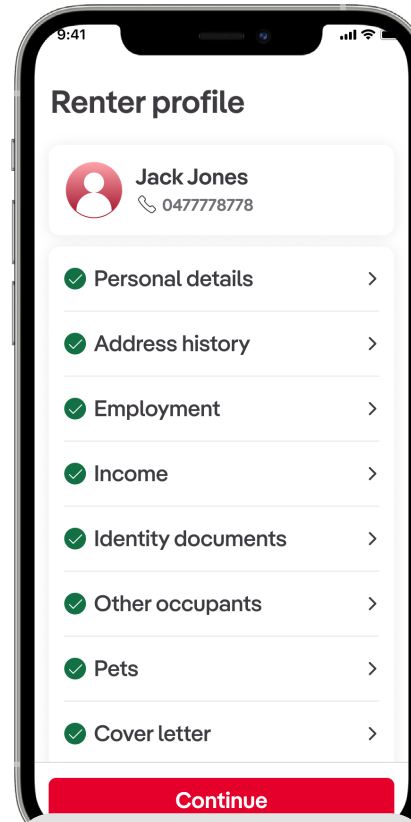 9:41
Renter profile
Jack Jones
0477778778
Personal details
Address history
Employment
Income
Identity documents
Other occupants
Pets
Cover letter
Continue